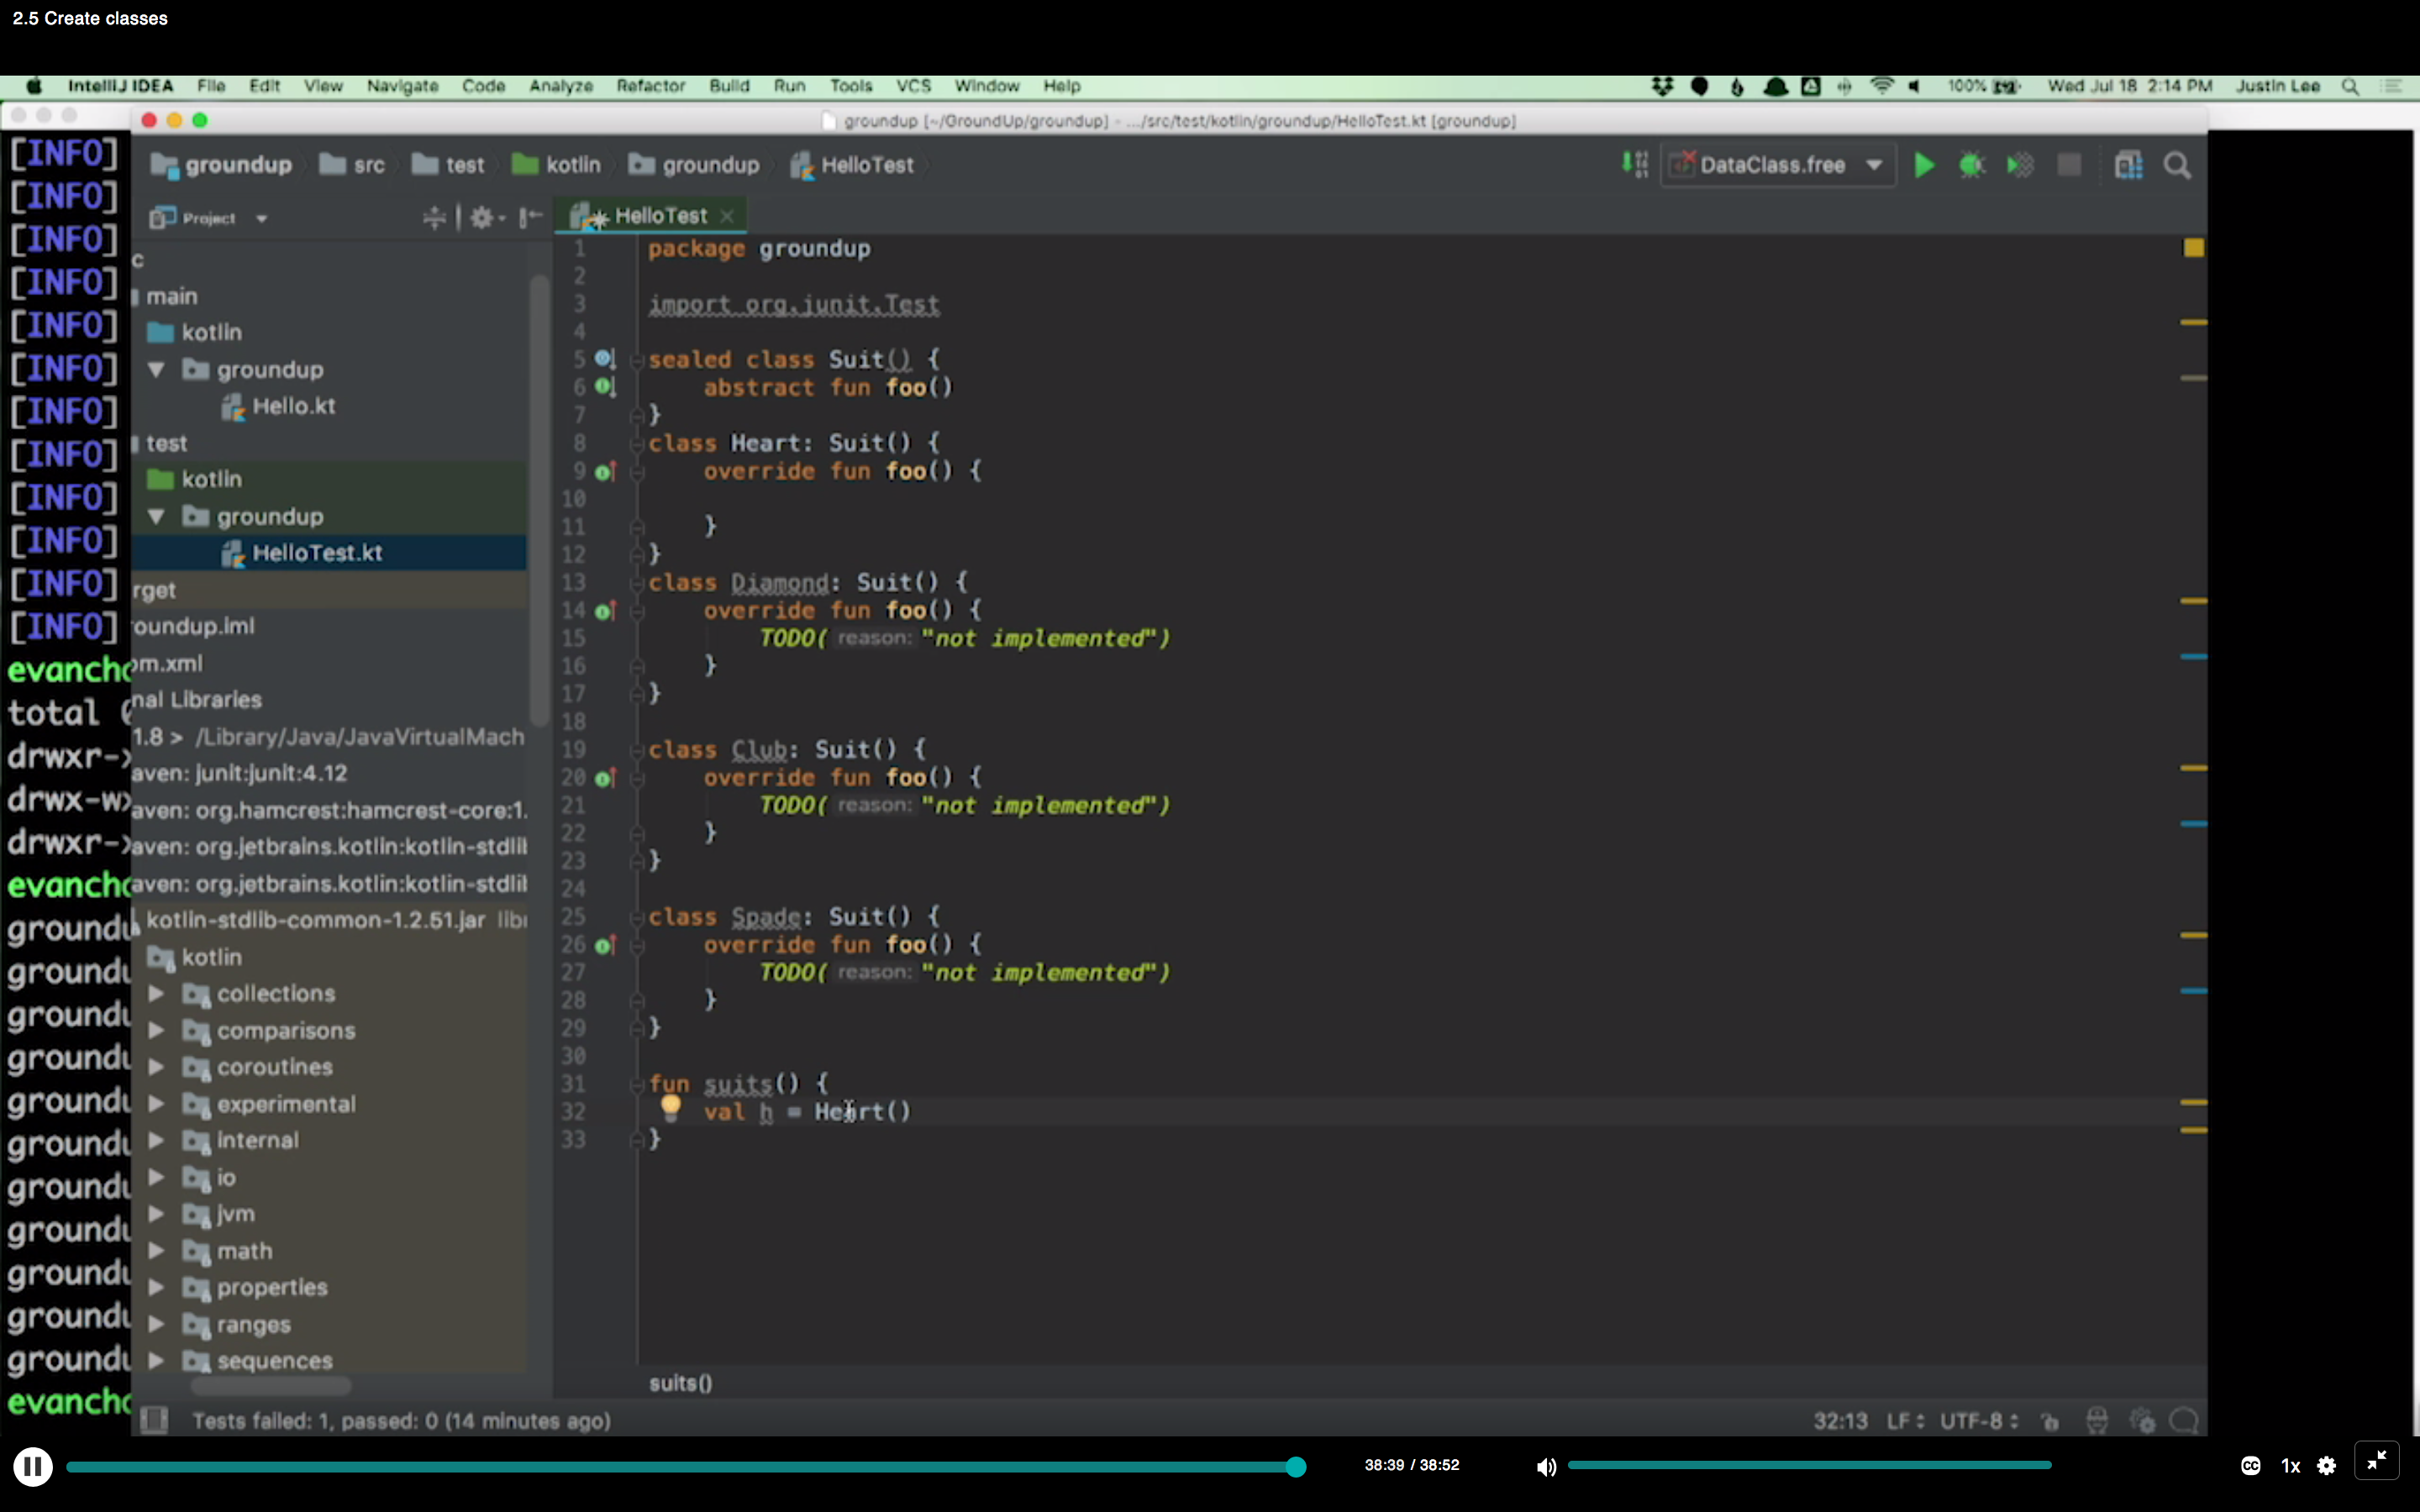 2.5 Create classes
IntelliJ IDEA File Edit View Navigate Code Analyze Refactor Build Run Tools VCS Window Help 100% Wed Jul 18 2:14 PM Justin Lee
groundup [~/GroundUp/groundup] - .../src/test/kotlin/groundup/HelloTest.kt [groundup]
groundup src test kotlin groundup HelloTest DataClass.free
Project HelloTest
[INFO]
[INFO]
[INFO]
[INFO]
[INFO]
[INFO]
[INFO]
[INFO]
[INFO]
[INFO]
[INFO]
[INFO]
evancho
total
drwxr-x
drwx-wx
drwxr-x
evancho
groundu
groundu
groundu
groundu
groundu
groundu
groundu
groundu
groundu
groundu
groundu
evancho
c
main
kotlin
groundup
Hello.kt
test
kotlin
groundup
HelloTest.kt
rget
oundup.iml
om.xml
nal Libraries
1.8 > /Library/Java/JavaVirtualMach
aven: junit:junit:4.12
aven: org.hamcrest:hamcrest-core:1.
aven: org.jetbrains.kotlin:kotlin-stdlib
aven: org.jetbrains.kotlin:kotlin-stdlib
kotlin-stdlib-common-1.2.51.jar
kotlin
collections
comparisons
coroutines
experimental
internal
io
jvm
math
properties
ranges
sequences
1 package groundup
2
3 import org.junit.Test
4
5 sealed class Suit() {
6 abstract fun foo()
7 }
8 class Heart: Suit() {
9 override fun foo() {
10
11 }
12 }
13 class Diamond: Suit() {
14 override fun foo() {
15 TODO( reason: "not implemented")
16 }
17 }
18
19 class Club: Suit() {
20 override fun foo() {
21 TODO( reason: "not implemented")
22 }
23 }
24
25 class Spade: Suit() {
26 override fun foo() {
27 TODO( reason: "not implemented")
28 }
29 }
30
31 fun suits() {
32 val h = Heart()
33 }
suits()
Tests failed: 1, passed: 0 (14 minutes ago) 32:13 LF UTF-8
38:39 / 38:52 CC 1x